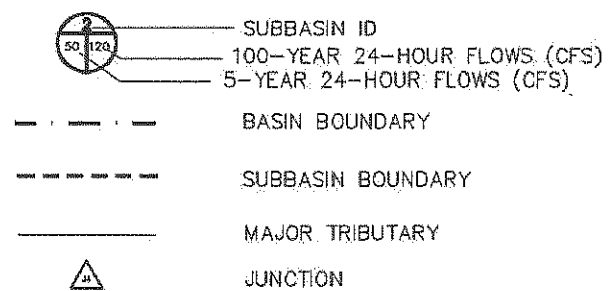 2
SUBBASIN ID
50 120
100-YEAR 24-HOUR FLOWS (CFS)
5-YEAR 24-HOUR FLOWS (CFS)
BASIN BOUNDARY
SUBBASIN BOUNDARY
MAJOR TRIBUTARY
JUNCTION